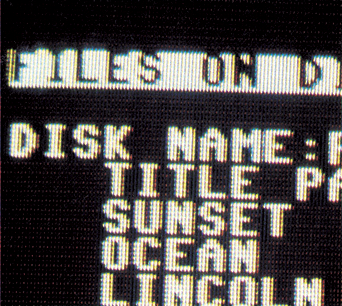 FILES ON D
DISK NAME:
TITLE PA
SUNSET
OCEAN
LINCOLN